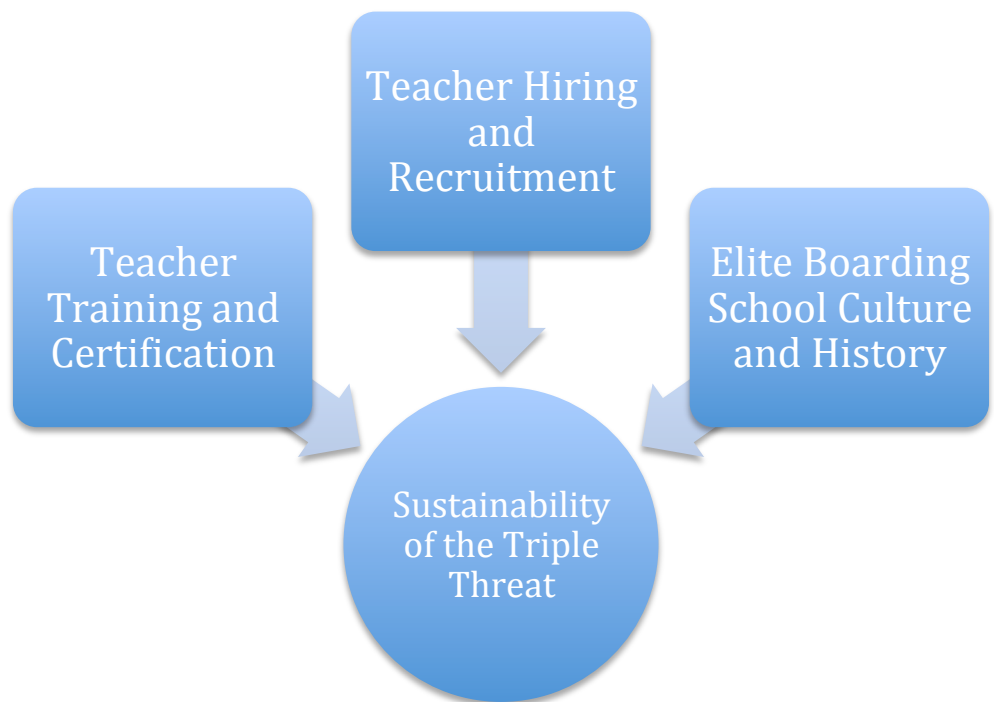 Teacher Hiring
and
Recruitment
Teacher
Training and
Certification
Elite Boarding
School Culture
and History
Sustainability
of the Triple
Threat